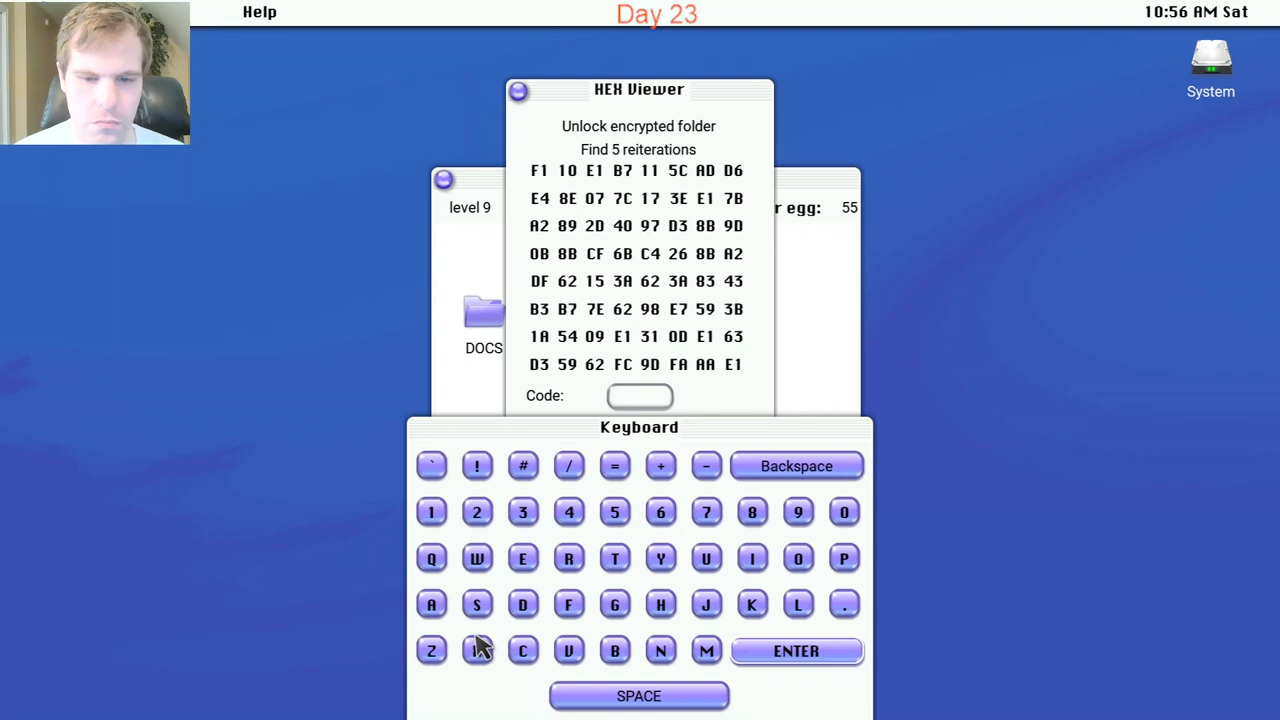 Help
Day 23
10:56 AM Sat
System
HEX Viewer
Unlock encrypted folder
Find 5 reiterations
F1 10 E1 B7 11 5C AD D6
E4 8E 07 7C 17 3E E1 7B
A2 89 2D 40 97 D3 8B 9D
0B 8B CF 6B C4 26 8B A2
DF 62 15 3A 62 3A 83 43
B3 B7 7E 62 98 E7 59 3B
1A 54 09 E1 31 0D E1 63
D3 59 62 FC 9D FA AA E1
Code:
level 9
r egg: 55
DOCS
Keyboard
` ! # / = + - Backspace
1 2 3 4 5 6 7 8 9 0
Q W E R T Y U I O P
A S D F G H J K L .
Z C V B N M ENTER
SPACE